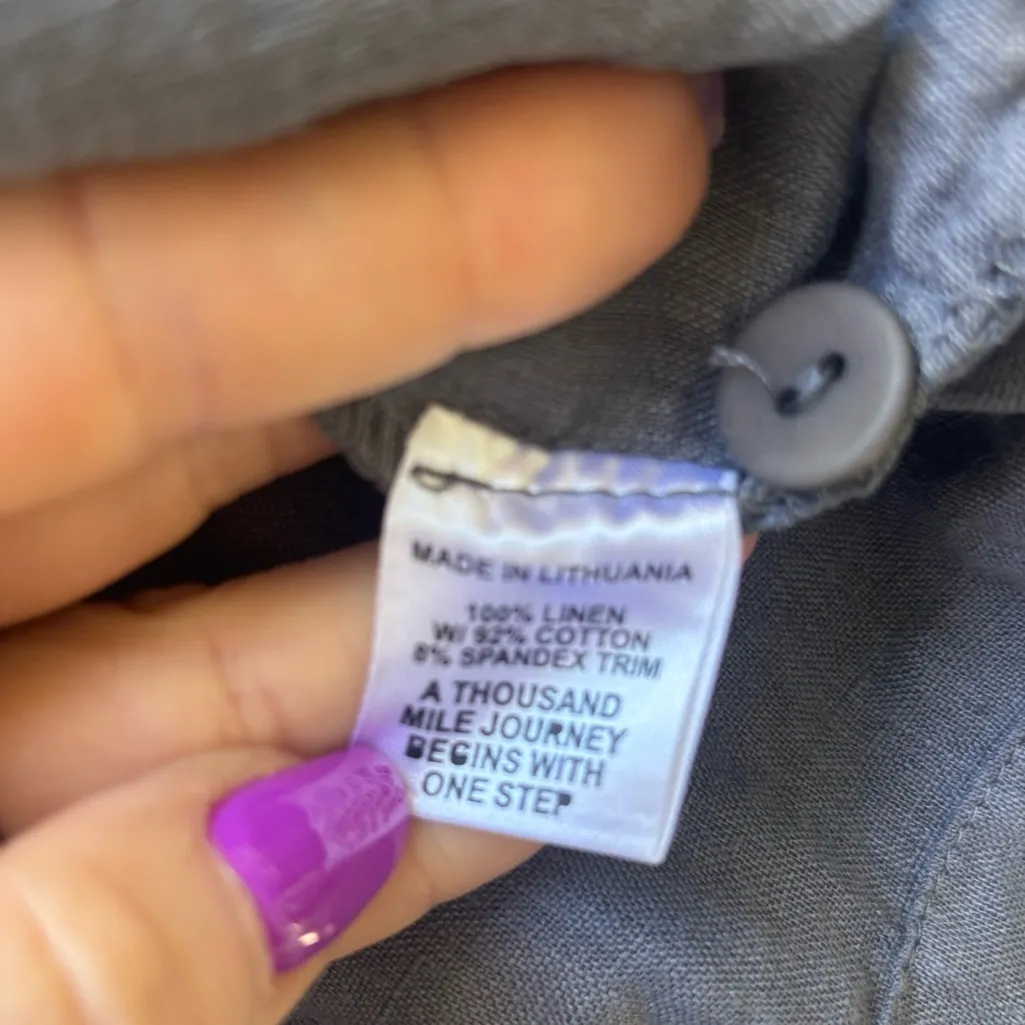 MADE IN LITHUANIA
100% LINEN
W/ 92% COTTON
8% SPANDEX TRIM
A THOUSAND
MILE JOURNEY
BEGINS WITH
ONE STEP